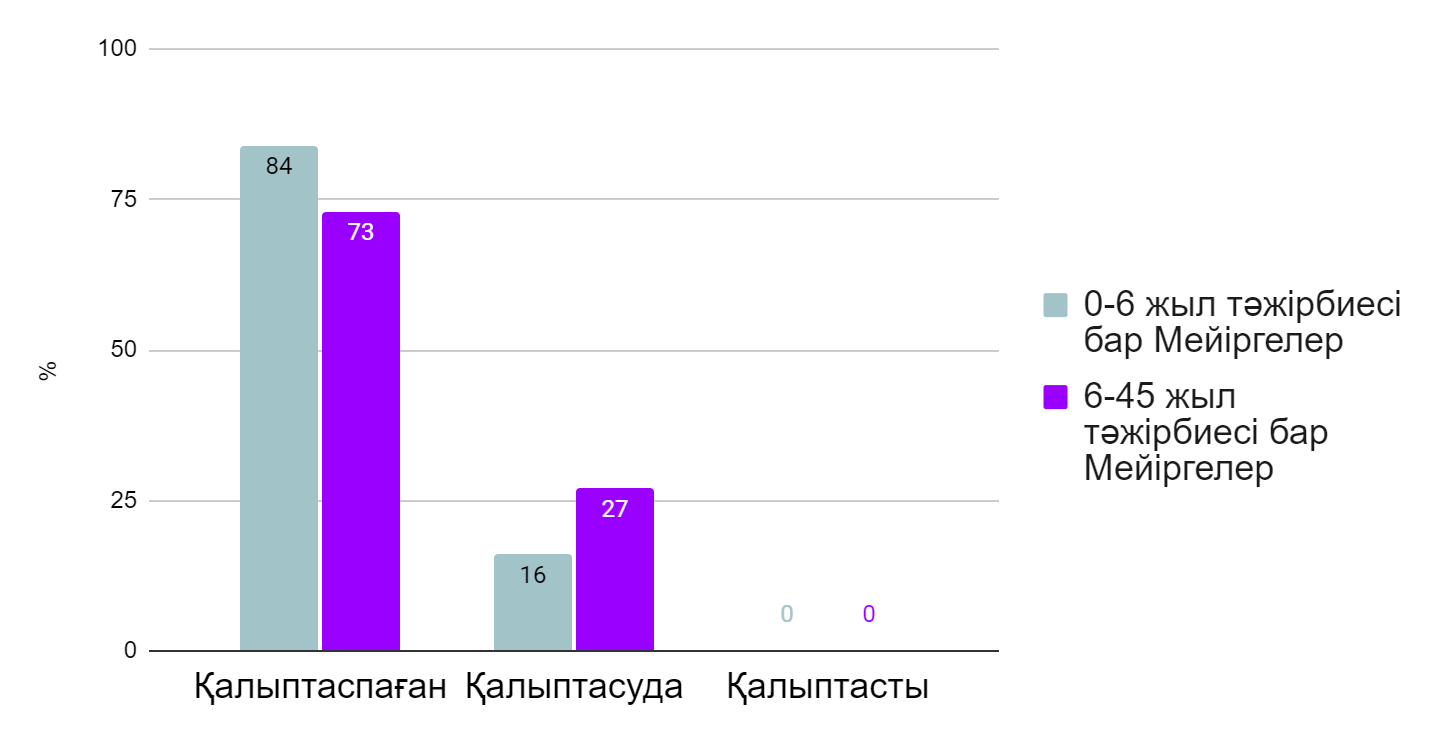 100
75
50
25
0
%
84
73
16
27
0
0
Қалыптаспаған
Қалыптасуда
Қалыптасты
0-6 жыл тәжірбиесі
бар Мейіргелер
6-45 жыл
тәжірбиесі бар
Мейіргелер